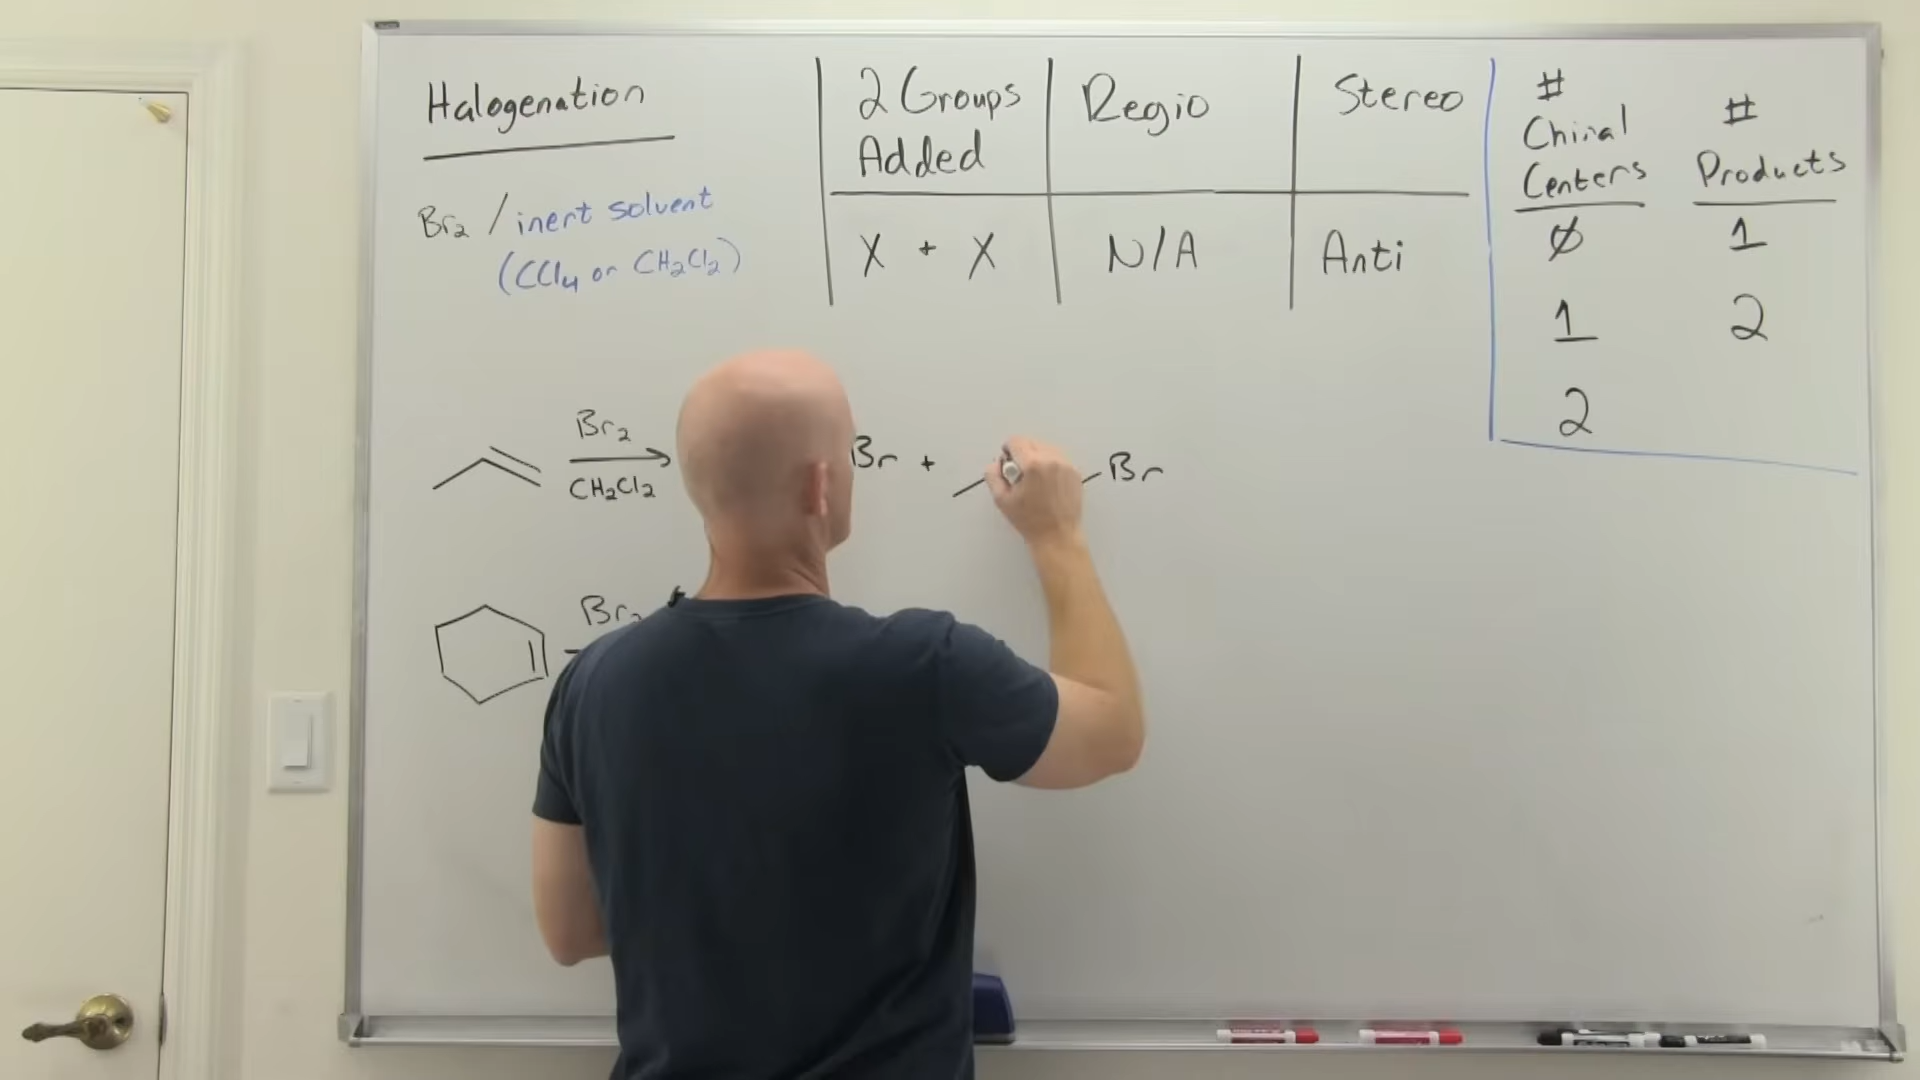 Halogenation
Br₂ / inert solvent
(CCl₄ or CH₂Cl₂)
2 Groups Added
Regio
Stereo
X + X
N/A
Anti
# Chiral Centers
# Products
0 1
1 2
2
Br₂
CH₂Cl₂
Br +
Br
Br₂